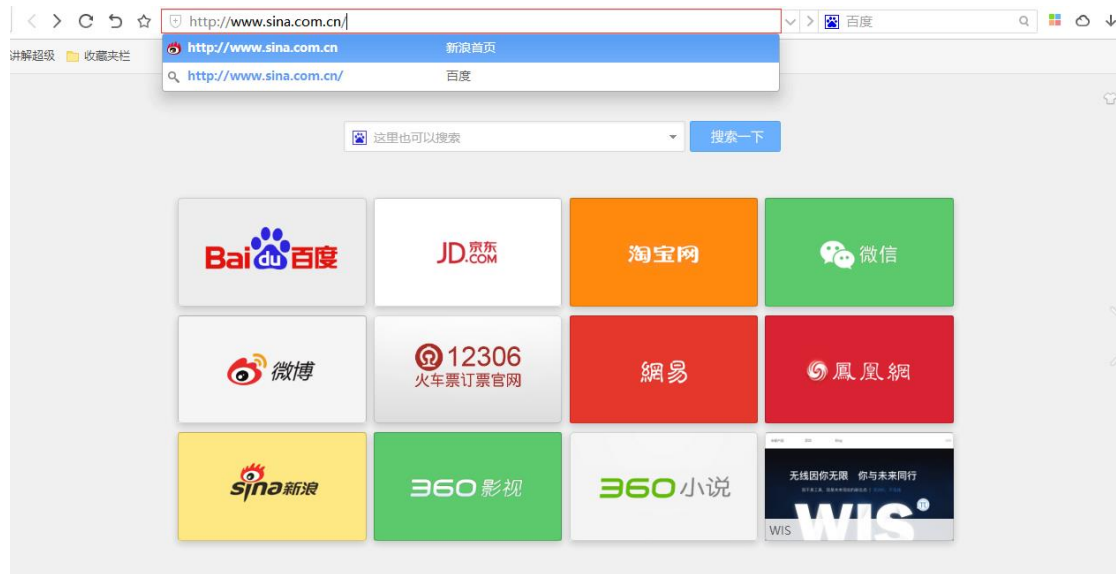 http://www.sina.com.cn/
百度
讲解超级 收藏夹栏
http://www.sina.com.cn 新浪首页
http://www.sina.com.cn/ 百度
这里也可以搜索 搜索一下
Bai du 百度
JD.京东
COM
淘宝网
微信
微博
12306
火车票订票官网
網易
鳳凰網
sina新浪
360影视
360小说
无线因你无限 你与未来同行
WIS
WIS